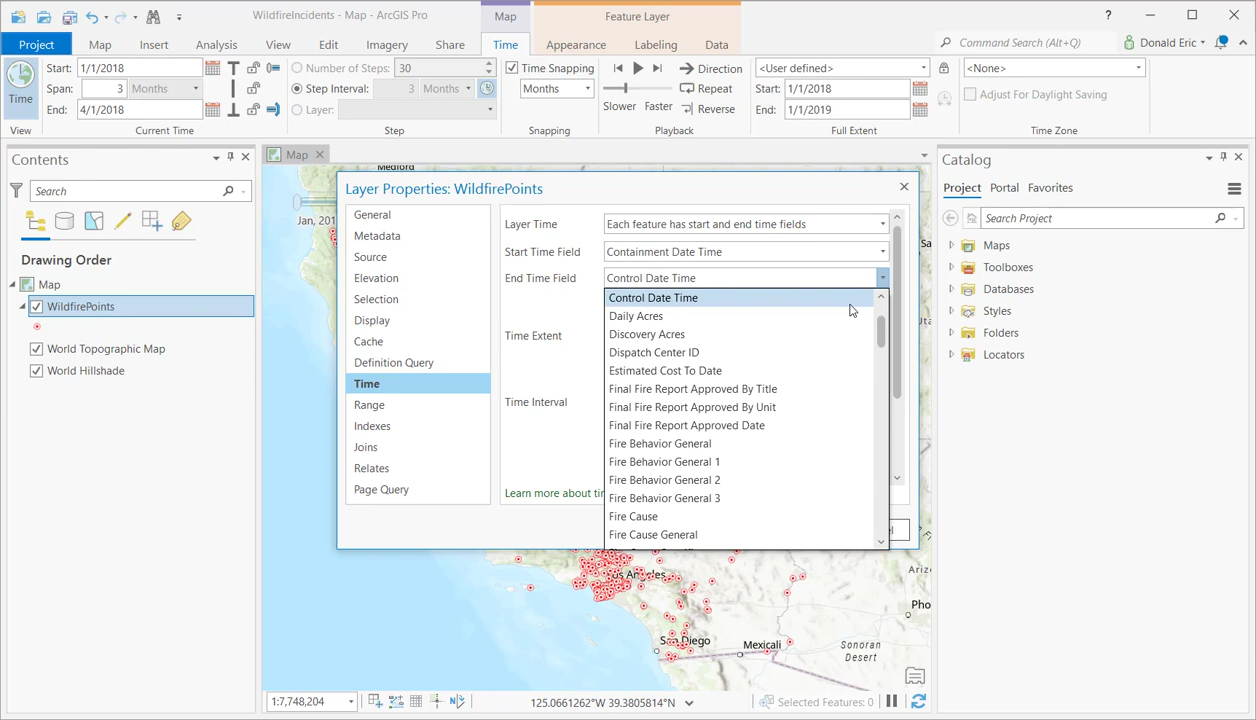 WildfireIncidents - Map - ArcGIS Pro
Map
Feature Layer
?
Project
Map
Insert
Analysis
View
Edit
Imagery
Share
Time
Appearance
Labeling
Data
Command Search (Alt+Q)
Donald Eric
Time
View
Start: 1/1/2018
Span: 3 Months
End: 4/1/2018
Current Time
Number of Steps: 30
Step Interval: 3 Months
Layer:
Step
Time Snapping
Months
Snapping
Slower Faster
Direction
Repeat
Reverse
Playback
<User defined>
Start: 1/1/2018
End: 1/1/2019
Full Extent
<None>
Adjust For Daylight Saving
Time Zone
Contents
Search
Drawing Order
Map
WildfirePoints
World Topographic Map
World Hillshade
Map
Medford
Jan, 201
Layer Properties: WildfirePoints
General
Metadata
Source
Elevation
Selection
Display
Cache
Definition Query
Time
Range
Indexes
Joins
Relates
Page Query
Layer Time Each feature has start and end time fields
Start Time Field Containment Date Time
End Time Field Control Date Time
Time Extent
Time Interval
Learn more about tir
Control Date Time
Daily Acres
Discovery Acres
Dispatch Center ID
Estimated Cost To Date
Final Fire Report Approved By Title
Final Fire Report Approved By Unit
Final Fire Report Approved Date
Fire Behavior General
Fire Behavior General 1
Fire Behavior General 2
Fire Behavior General 3
Fire Cause
Fire Cause General
Los Angeles
San Diego
Mexicali
Sonoran
Desert
Pho
Catalog
Project
Portal
Favorites
Search Project
Maps
Toolboxes
Databases
Styles
Folders
Locators
1:7,748,204
125.0661262°W 39.3805814°N
Selected Features: 0